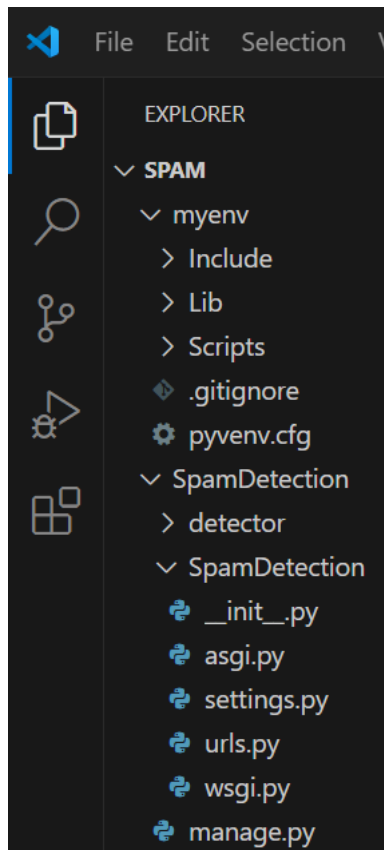 File Edit Selection
EXPLORER
SPAM
myenv
Include
Lib
Scripts
.gitignore
pyvenv.cfg
SpamDetection
detector
SpamDetection
__init__.py
asgi.py
settings.py
urls.py
wsgi.py
manage.py